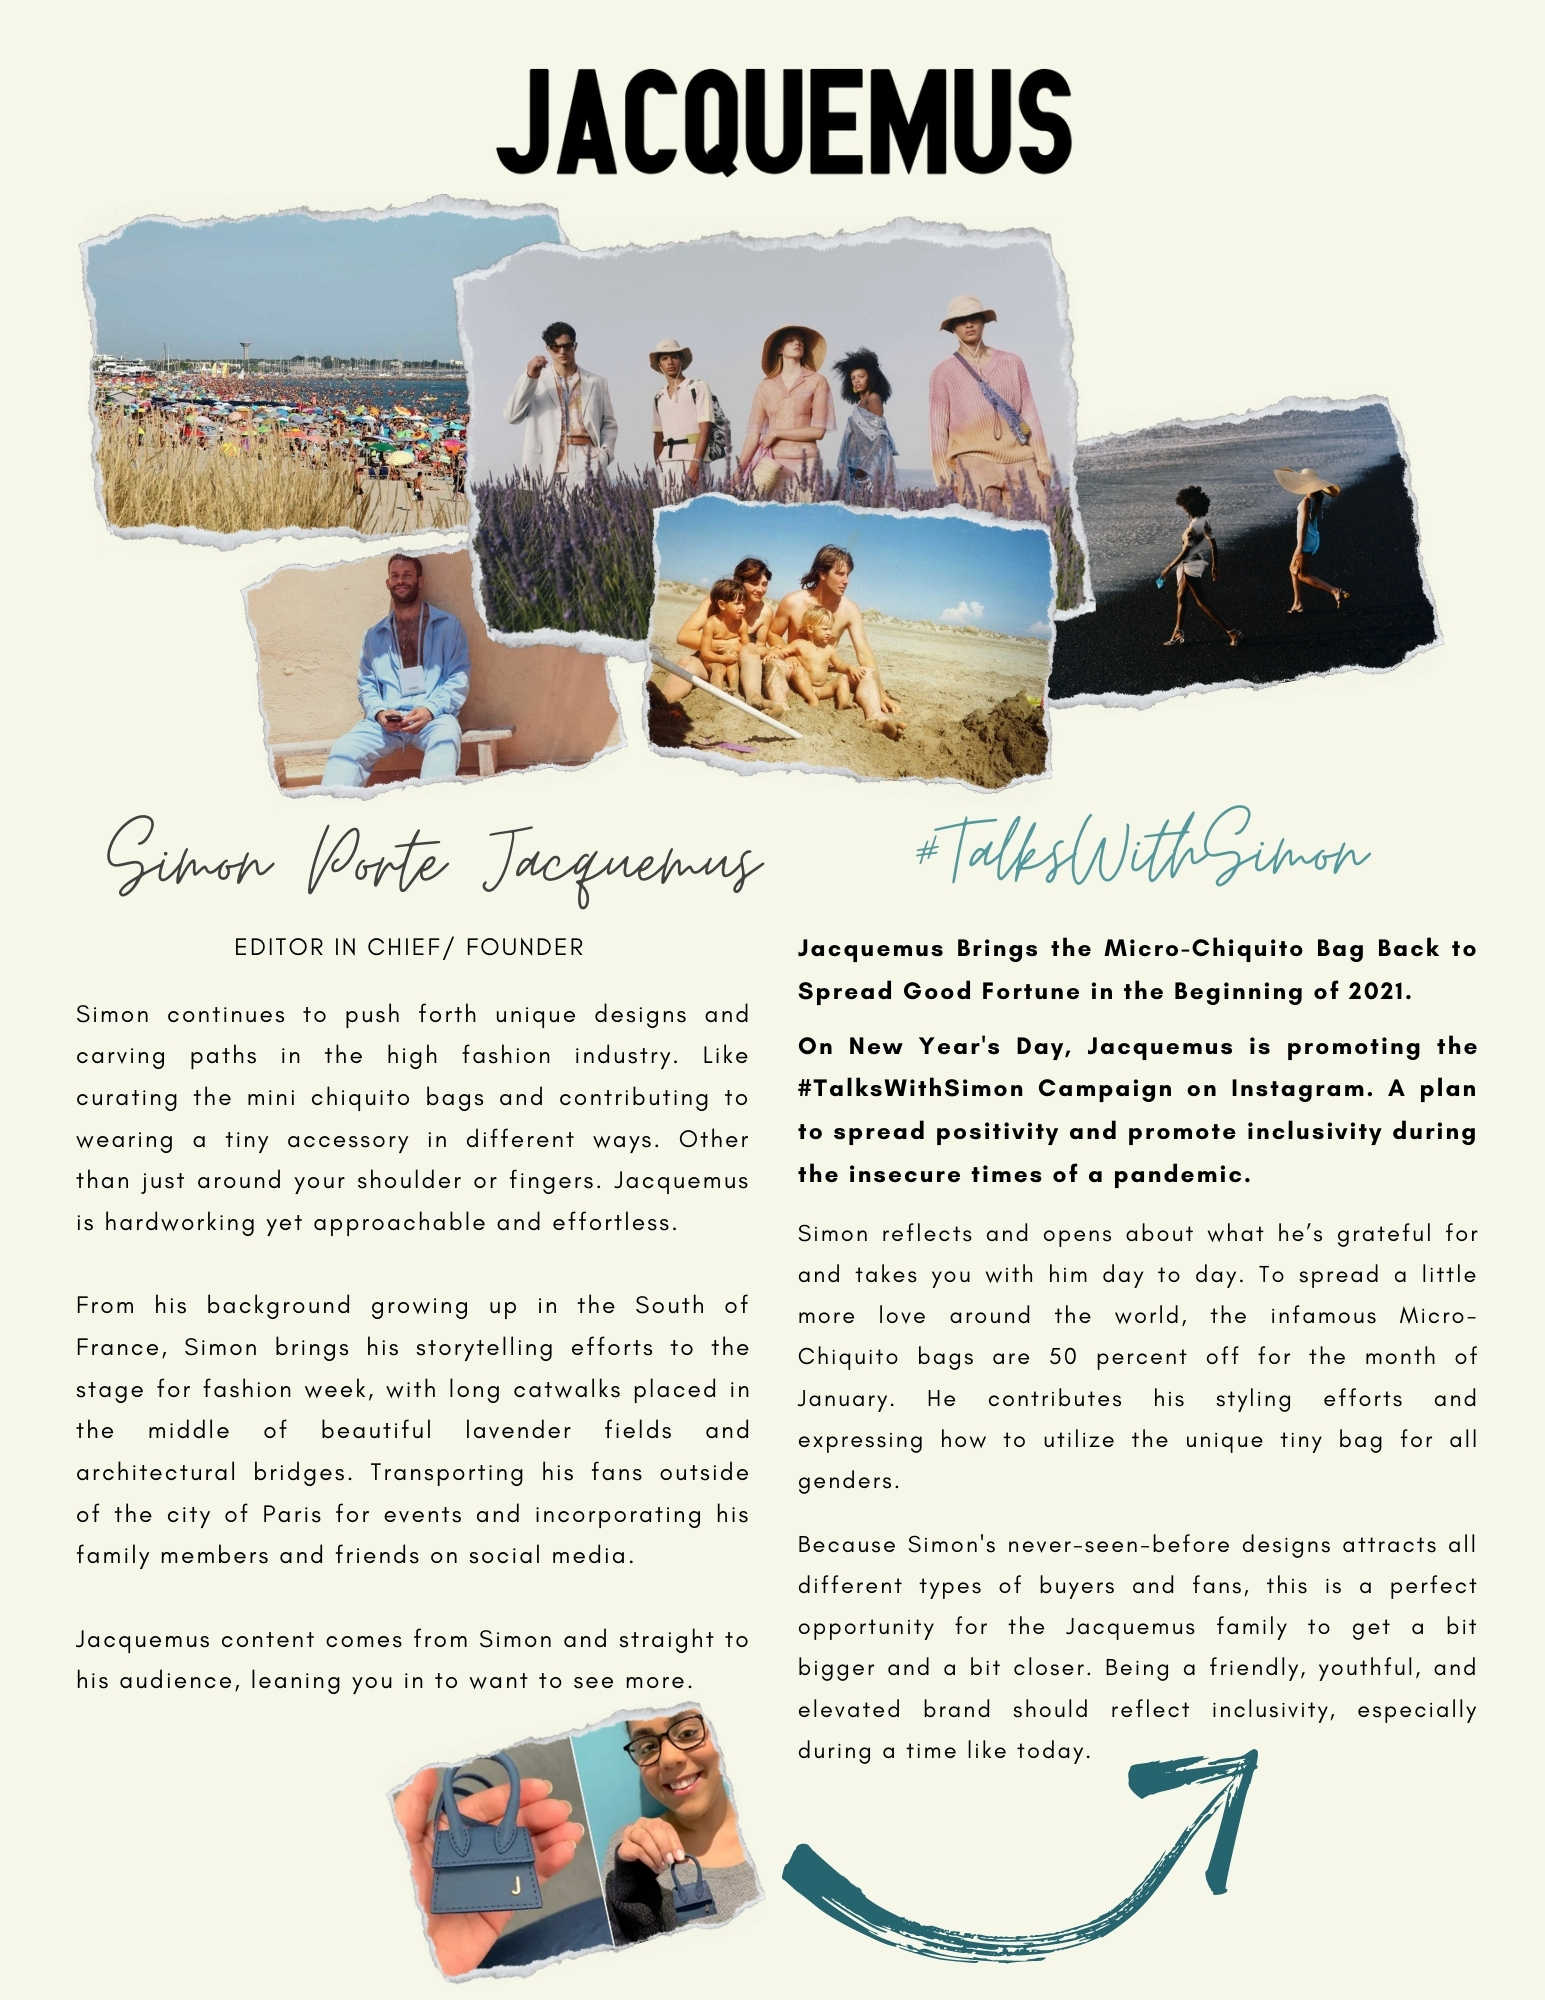 JACQUEMUS
Simon Porte Jacquemus
EDITOR IN CHIEF/ FOUNDER
Simon continues to push forth unique designs and
carving paths in the high fashion industry. Like
curating the mini chiquito bags and contributing to
wearing a tiny accessory in different ways. Other
than just around your shoulder or fingers. Jacquemus
is hardworking yet approachable and effortless.
From his background growing up in the South of
France, Simon brings his storytelling efforts to the
stage for fashion week, with long catwalks placed in
the middle of beautiful lavender fields and
architectural bridges. Transporting his fans outside
of the city of Paris for events and incorporating his
family members and friends on social media.
Jacquemus content comes from Simon and straight to
his audience, leaning you in to want to see more.
J
#TalksWithSimon
Jacquemus Brings the Micro-Chiquito Bag Back to
Spread Good Fortune in the Beginning of 2021.
On New Year's Day, Jacquemus is promoting the
#TalksWithSimon Campaign on Instagram. A plan
to spread positivity and promote inclusivity during
the insecure times of a pandemic.
Simon reflects and opens about what he’s grateful for
and takes you with him day to day. To spread a little
more love around the world, the infamous Micro-
Chiquito bags are 50 percent off for the month of
January. He contributes his styling efforts and
expressing how to utilize the unique tiny bag for all
genders.
Because Simon's never-seen-before designs attracts all
different types of buyers and fans, this is a perfect
opportunity for the Jacquemus family to get a bit
bigger and a bit closer. Being a friendly, youthful, and
elevated brand should reflect inclusivity, especially
during a time like today.